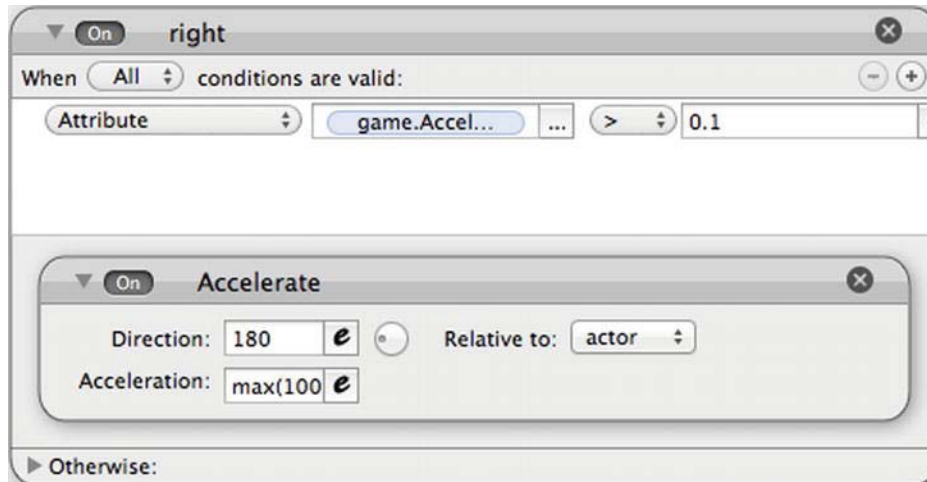 On right
When All conditions are valid:
Attribute game.Accel... ... > 0.1
On Accelerate
Direction: 180 e Relative to: actor
Acceleration: max(100 e
Otherwise: